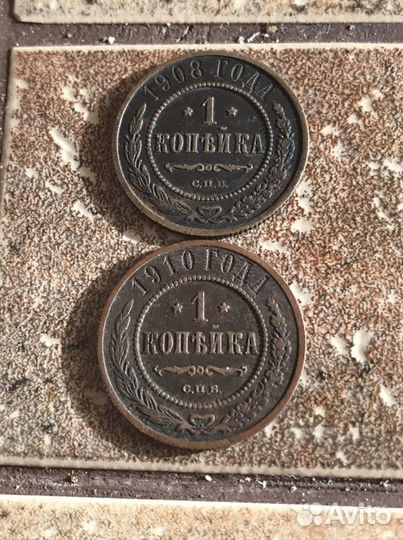 1908 ГОДА
* 1 *
КОПѢЙКА
С.П.Б.
1910 ГОДА
* 1 *
КОПѢЙКА
С.П.Б.
Avito